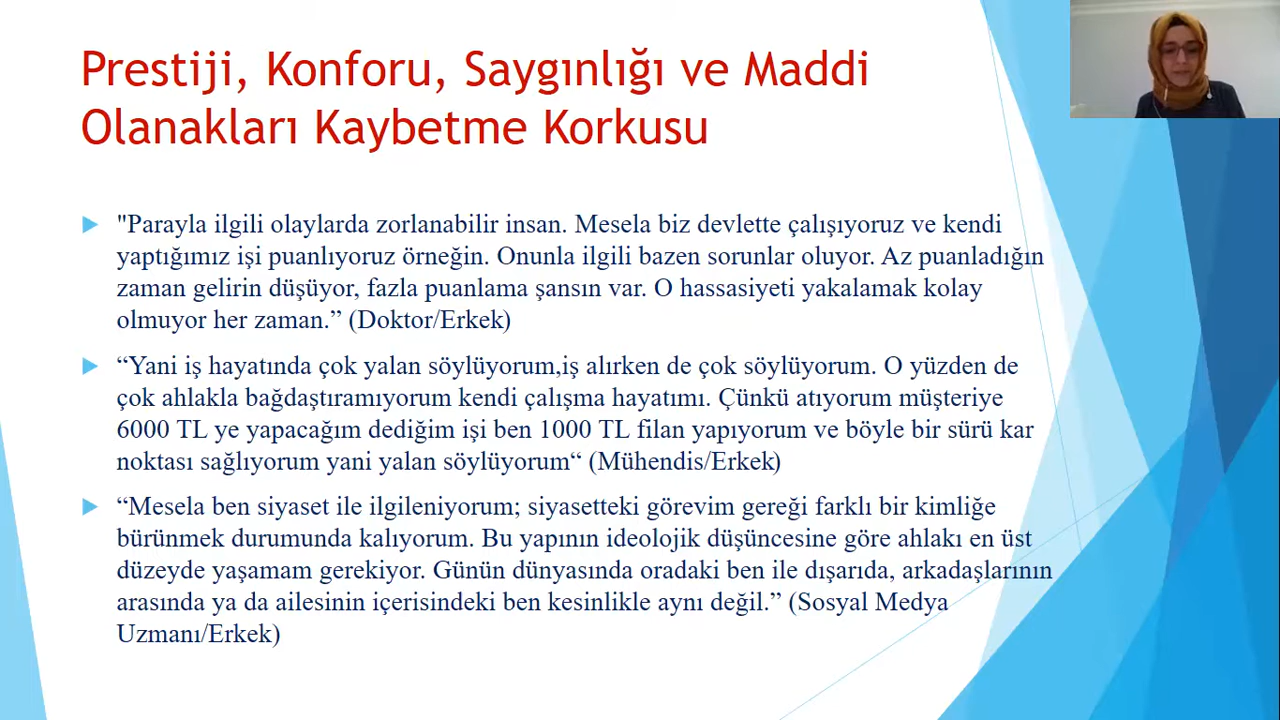 Prestiji, Konforu, Saygınlığı ve Maddi
Olanakları Kaybetme Korkusu
"Parayla ilgili olaylarda zorlanabilir insan. Mesela biz devlette çalışıyoruz ve kendi
yaptığımız işi puanlıyoruz örneğin. Onunla ilgili bazen sorunlar oluyor. Az puanladığın
zaman gelirin düşüyor, fazla puanlama şansın var. O hassasiyeti yakalamak kolay
olmuyor her zaman.” (Doktor/Erkek)
“Yani iş hayatında çok yalan söylüyorum,iş alırken de çok söylüyorum. O yüzden de
çok ahlakla bağdaştıramıyorum kendi çalışma hayatımı. Çünkü atıyorum müşteriye
6000 TL ye yapacağım dediğim işi ben 1000 TL filan yapıyorum ve böyle bir sürü kar
noktası sağlıyorum yani yalan söylüyorum“ (Mühendis/Erkek)
“Mesela ben siyaset ile ilgileniyorum; siyasetteki görevim gereği farklı bir kimliğe
bürünmek durumunda kalıyorum. Bu yapının ideolojik düşüncesine göre ahlakı en üst
düzeyde yaşamam gerekiyor. Günün dünyasında oradaki ben ile dışarıda, arkadaşlarının
arasında ya da ailesinin içerisindeki ben kesinlikle aynı değil.” (Sosyal Medya
Uzmanı/Erkek)